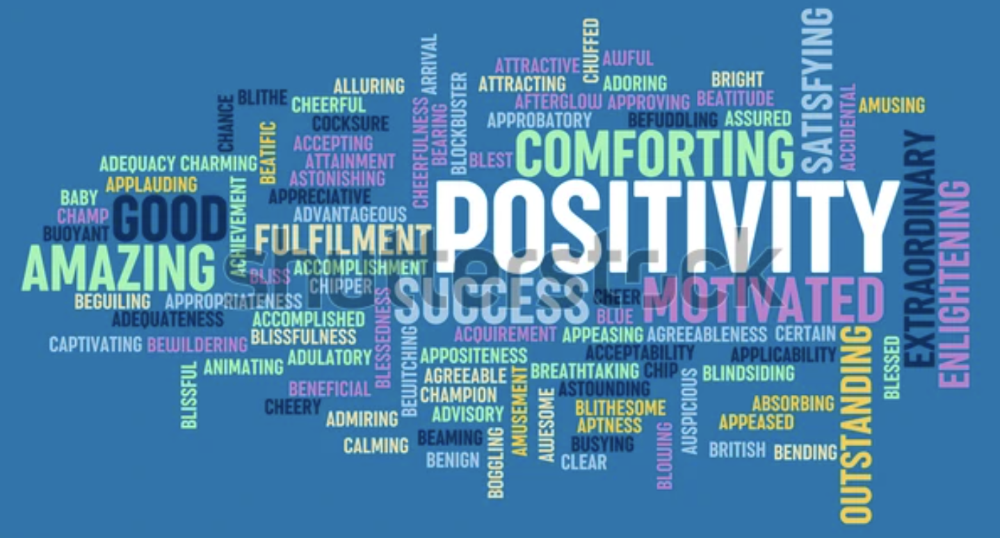 SATISFYING
CHUFFED
ATTRACTIVE
AWFUL
ARRIVAL
ALLURING
ATTRACTING
ADORING
BRIGHT
BLITHE
CHEERFUL
BLOCKBUSTER
AFTERGLOW
APPROVING
BEATITUDE
ACCIDENTAL
AMUSING
CHANCE
COCKSURE
CHEERFULNESS
BEARING
APPROBATORY
BEFUDDLING
ASSURED
BEATIFIC
ACCEPTING
COMFORTING
EXTRAORDINARY
ADEQUACY
CHARMING
ATTAINMENT
BLEST
APPLAUDING
ASTONISHING
POSITIVITY
ENLIGHTENING
BABY
ACHIEVEMENT
APPRECIATIVE
CHAMP
GOOD
ADVANTAGEOUS
BUOYANT
FULFILMENT
AMAZING
BLISS
ACCOMPLISHMENT
shutterstock
CHIPPER
SUCCESS
CHEER
MOTIVATED
BEGUILING
APPROPRIATENESS
BLUE
ADEQUATENESS
ACCOMPLISHED
BLESSEDNESS
ACQUIREMENT
APPEASING
AGREEABLENESS
CERTAIN
OUTSTANDING
CAPTIVATING
BEWILDERING
BLISSFULNESS
BEWITCHING
ACCEPTABILITY
APPLICABILITY
BLESSED
BLISSFUL
ANIMATING
ADULATORY
APPOSITENESS
BREATHTAKING
CHIP
BLINDSIDING
BENEFICIAL
AGREEABLE
AMUSEMENT
ASTOUNDING
AUSPICIOUS
CHEERY
CHAMPION
AWESOME
BLITHESOME
ABSORBING
ADMIRING
ADVISORY
APTNESS
APPEASED
CALMING
BEAMING
BOGGLING
BUSYING
BLOWING
BRITISH
BENDING
BENIGN
CLEAR